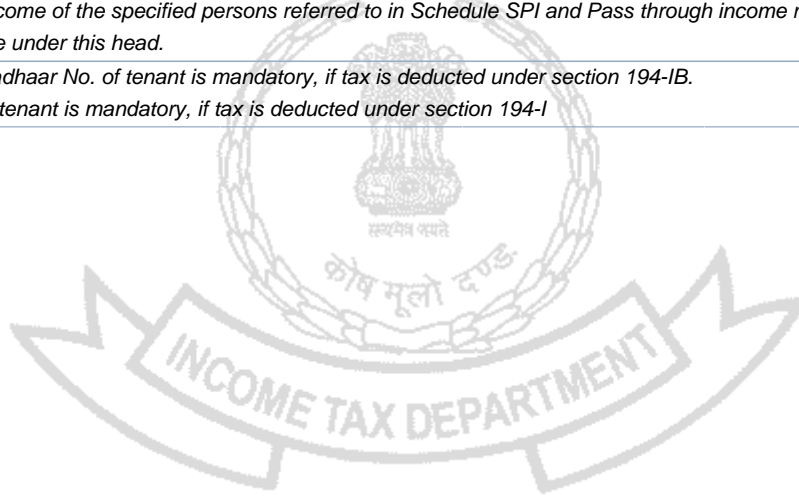 come of the specified persons referred to in Schedule SPI and Pass through income
e under this head.
adhaar No. of tenant is mandatory, if tax is deducted under section 194-IB.
tenant is mandatory, if tax is deducted under section 194-I
सत्यमेव जयते
कोष मूलो दण्डः
INCOME TAX DEPARTMENT